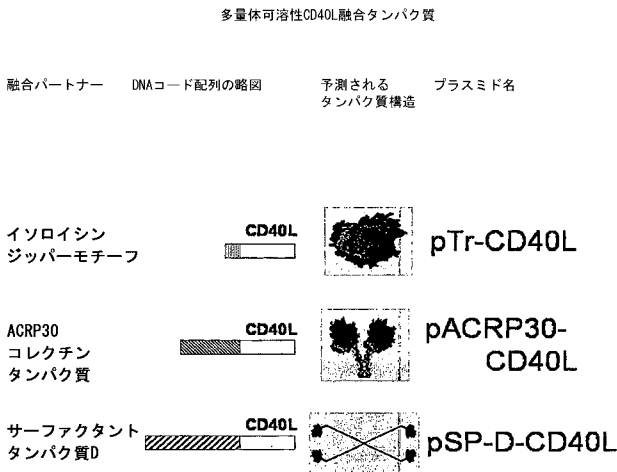 多量体可溶性CD40L融合タンパク質
融合パートナー DNAコード配列の略図 予測される タンパク質構造 プラスミド名
イソロイシン
ジッパーモチーフ
CD40L
pTr-CD40L
ACRP30
コレクチン
タンパク質
CD40L
pACRP30-
CD40L
サーファクタント
タンパク質D
CD40L
pSP-D-CD40L